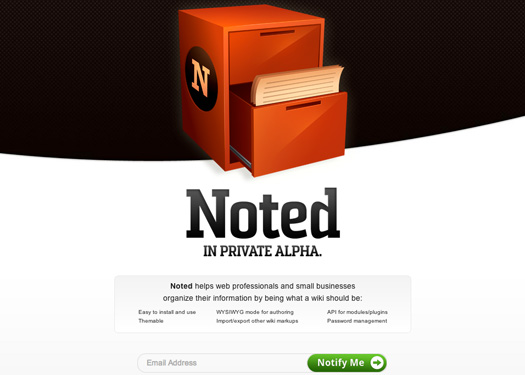 N
Noted
IN PRIVATE ALPHA.
Noted helps web professionals and small businesses
organize their information by being what a wiki should be:
Easy to install and use
WYSIWYG mode for authoring
API for modules/plugins
Themable
Import/export other wiki markups
Password management
Email Address
Notify Me